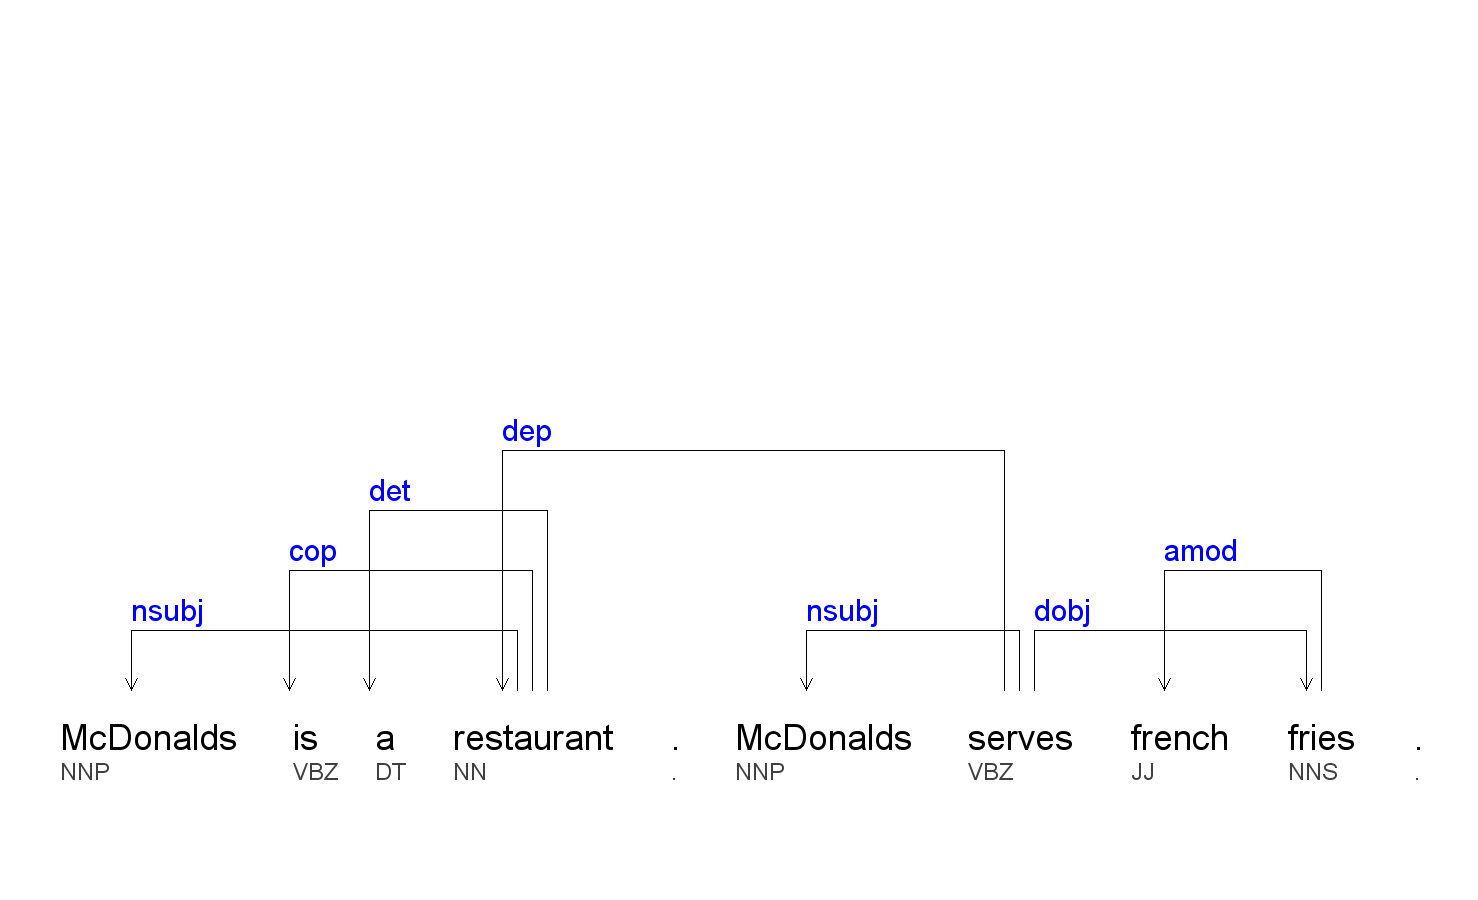 dep
det
cop amod
nsubj nsubj dobj
McDonalds is a restaurant . McDonalds serves french fries .
NNP VBZ DT NN . NNP VBZ JJ NNS .